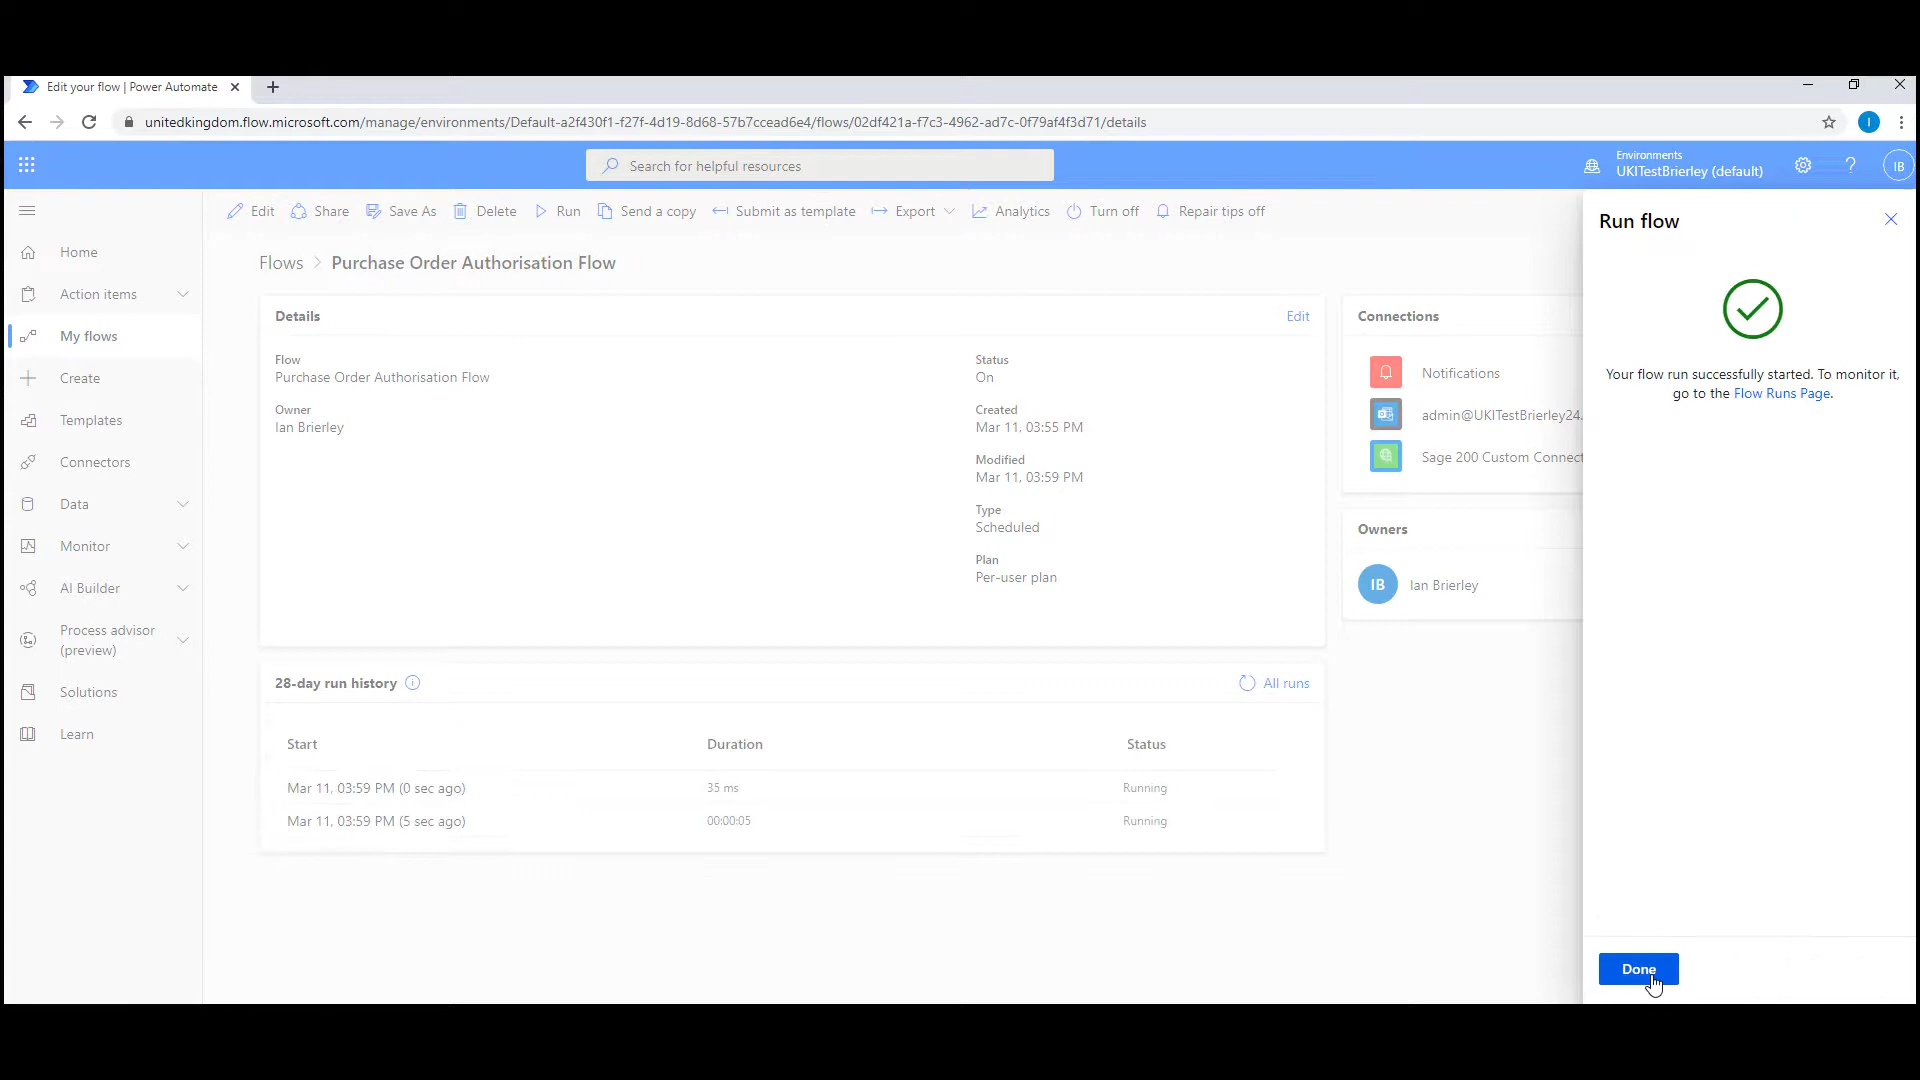 Edit your flow | Power Automate
unitedkingdom.flow.microsoft.com/manage/environments/Default-a2f430f1-f27f-4d19-8d68-57b7ccead6e4/flows/02df421a-f7c3-4962-ad7c-0f79af4f3d71/details
I
Search for helpful resources
Environments
UKITestBrierley (default)
?
IB
Edit
Share
Save As
Delete
Run
Send a copy
Submit as template
Export
Analytics
Turn off
Repair tips off
Home
Action items
My flows
Create
Templates
Connectors
Data
Monitor
AI Builder
Process advisor
(preview)
Solutions
Learn
Flows > Purchase Order Authorisation Flow
Details
Edit
Flow
Purchase Order Authorisation Flow
Owner
Ian Brierley
Status
On
Created
Mar 11, 03:55 PM
Modified
Mar 11, 03:59 PM
Type
Scheduled
Plan
Per-user plan
28-day run history
All runs
Start Duration Status
Mar 11, 03:59 PM (0 sec ago) 35 ms Running
Mar 11, 03:59 PM (5 sec ago) 00:00:05 Running
Connections
Notifications
admin@UKITestBrierley24.
Sage 200 Custom Connect
Owners
IB
Ian Brierley
Run flow
Your flow run successfully started. To monitor it,
go to the Flow Runs Page.
Done